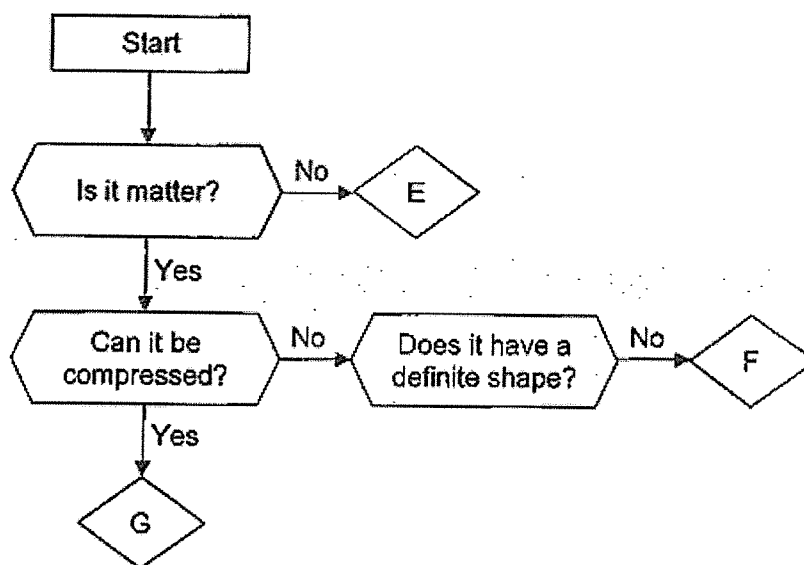 Start
Is it matter?
No
E
Yes
Can it be
compressed?
No
Does it have a
definite shape?
No
F
Yes
G